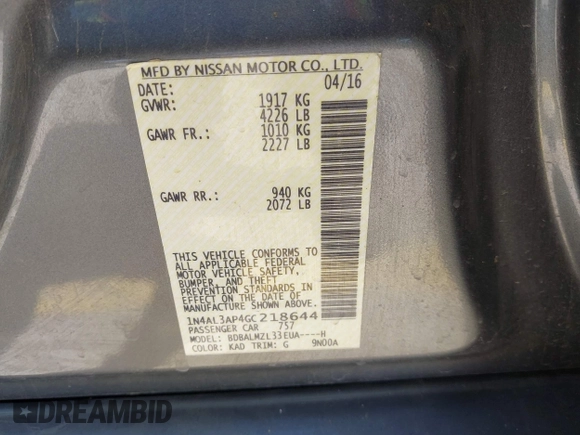 MFD BY NISSAN MOTOR CO., LTD.
DATE: 04/16
GVWR: 1917 KG
4226 LB
GAWR FR.: 1010 KG
2227 LB
GAWR RR.: 940 KG
2072 LB
THIS VEHICLE CONFORMS TO
ALL APPLICABLE FEDERAL
MOTOR VEHICLE SAFETY,
BUMPER, AND THEFT
PREVENTION STANDARDS IN
EFFECT ON THE DATE OF
MANUFACTURE SHOWN ABOVE.
1N4AL3AP4GC218644
PASSENGER CAR 757
MODEL: BDBALMZL33EUA----H
COLOR: KAD TRIM: G 9N00A
DREAMBID